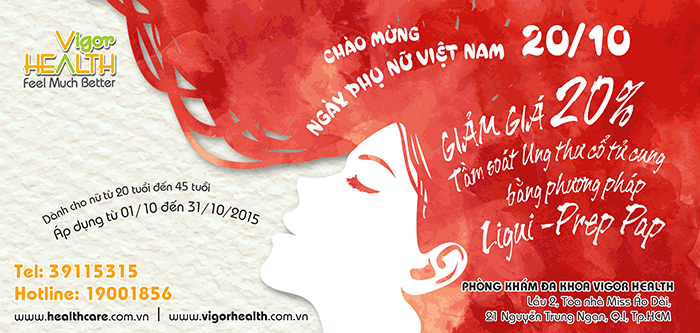 Vigor
HEALTH
Feel Much Better
CHÀO MỪNG
NGÀY PHỤ NỮ VIỆT NAM 20/10
GIẢM GIÁ 20%
Tầm soát Ung thư cổ tử cung
bằng phương pháp
Liqui-Prep Pap
Dành cho nữ từ 20 tuổi đến 45 tuổi
Áp dụng từ 01/10 đến 31/10/2015
Tel: 39115315
Hotline: 19001856
www.healthcare.com.vn | www.vigorhealth.com.vn
PHÒNG KHÁM ĐA KHOA VIGOR HEALTH
Lầu 2, Tòa nhà Miss Áo Dài,
21 Nguyễn Trung Ngạn, Q.1, Tp.HCM